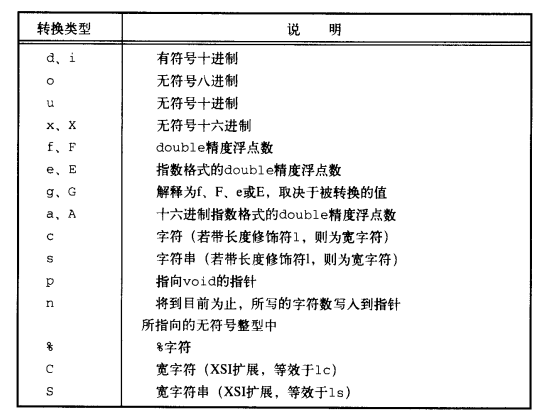 转换类型 说 明
d、i 有符号十进制
o 无符号八进制
u 无符号十进制
x、X 无符号十六进制
f、F double精度浮点数
e、E 指数格式的double精度浮点数
g、G 解释为f、F、e或E，取决于被转换的值
a、A 十六进制指数格式的double精度浮点数
c 字符（若带长度修饰符l，则为宽字符）
s 字符串（若带长度修饰符l，则为宽字符）
p 指向void的指针
n 将到目前为止，所写的字符数写入到指针
所指向的无符号整型中
% %字符
C 宽字符（XSI扩展，等效于lc）
S 宽字符串（XSI扩展，等效于ls）